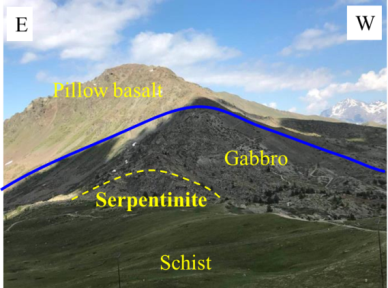 E
W
Pillow basalt
Gabbro
Serpentinite
Schist